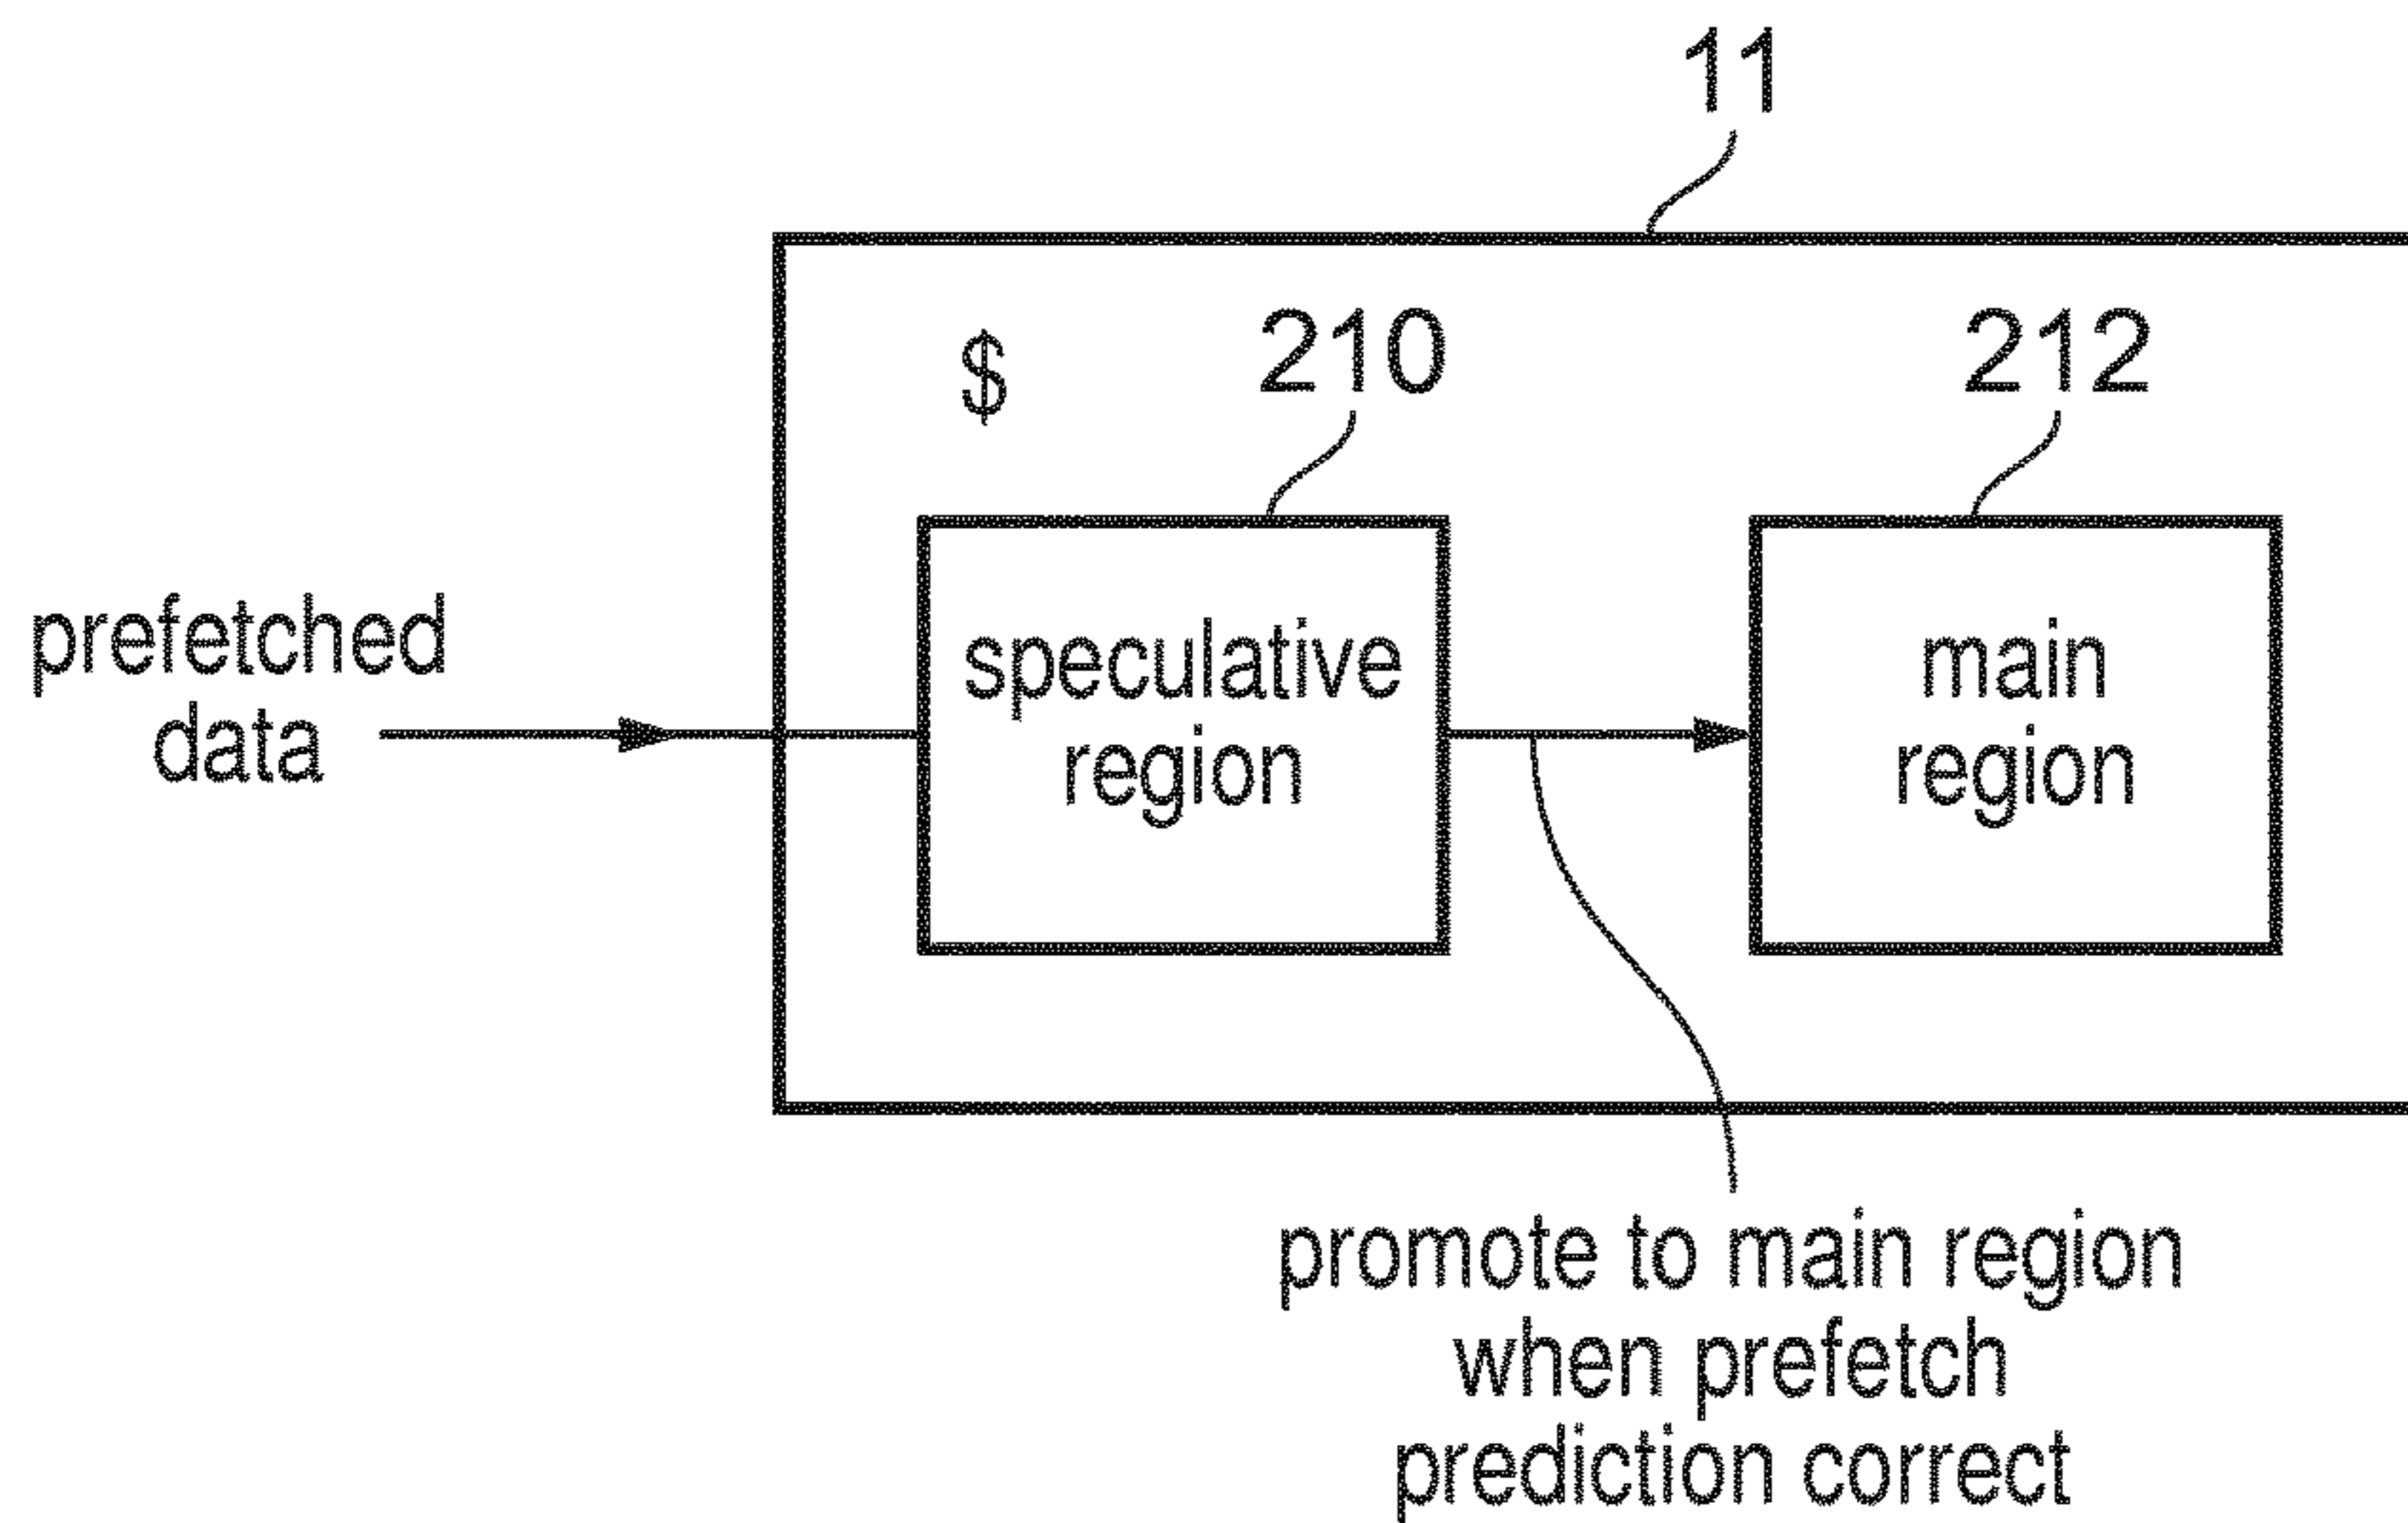 11
$
210
212
prefetched
data
speculative
region
main
region
promote to main region
when prefetch
prediction correct